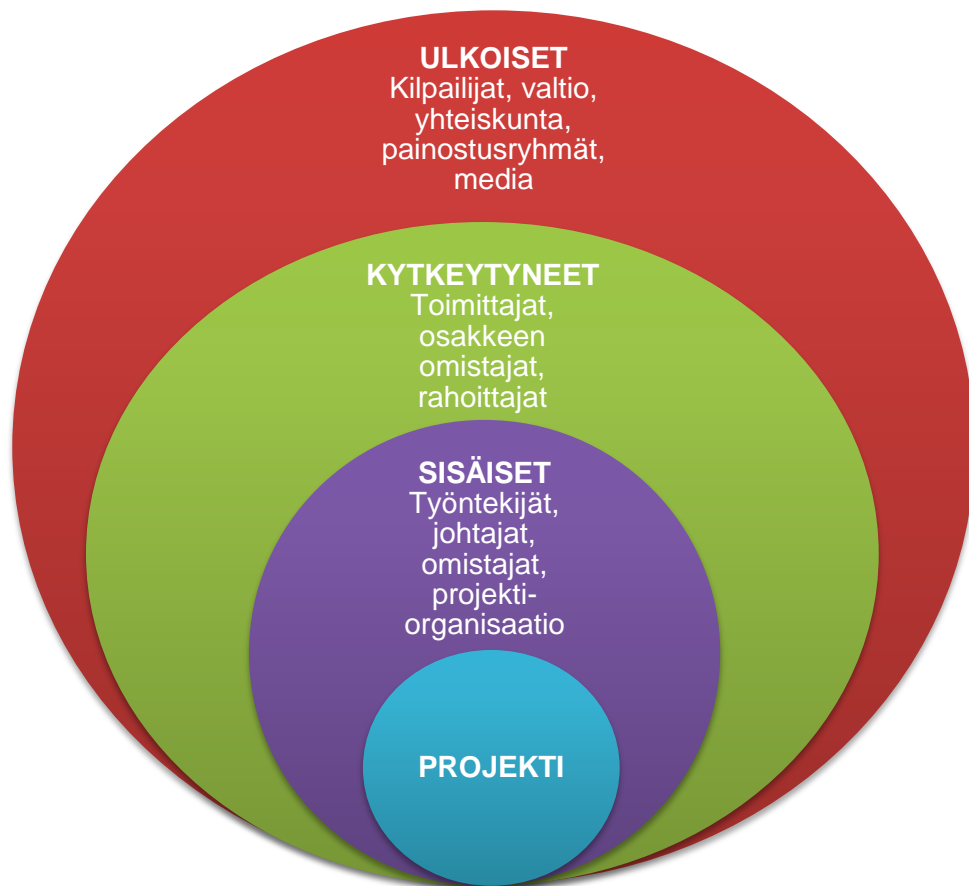 ULKOISET
Kilpailijat, valtio,
yhteiskunta,
painostusryhmät,
media
KYTKEYTYNEET
Toimittajat,
osakkeen
omistajat,
rahoittajat
SISÄISET
Työntekijät,
johtajat,
omistajat,
projekti-
organisaatio
PROJEKTI